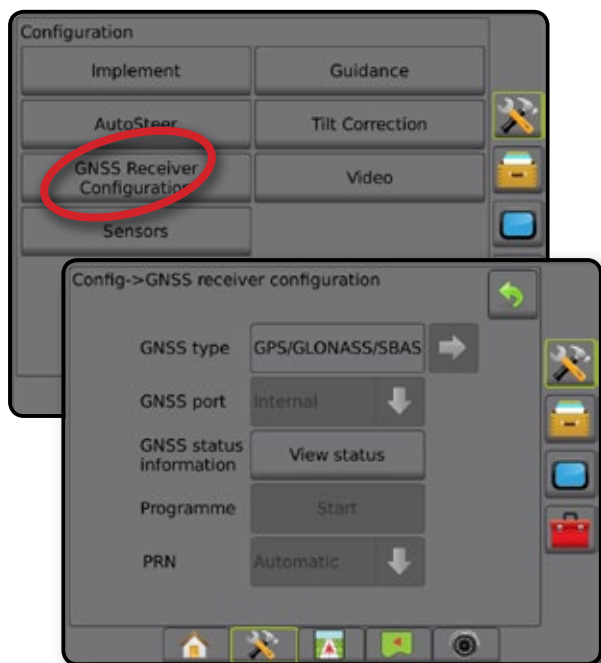 Configuration
Implement
Guidance
AutoSteer
Tilt Correction
GNSS Receiver
Configuration
Video
Sensors
Config->GNSS receiver configuration
GNSS type
GPS/GLONASS/SBAS
GNSS port
Internal
GNSS status
information
View status
Programme
Start
PRN
Automatic